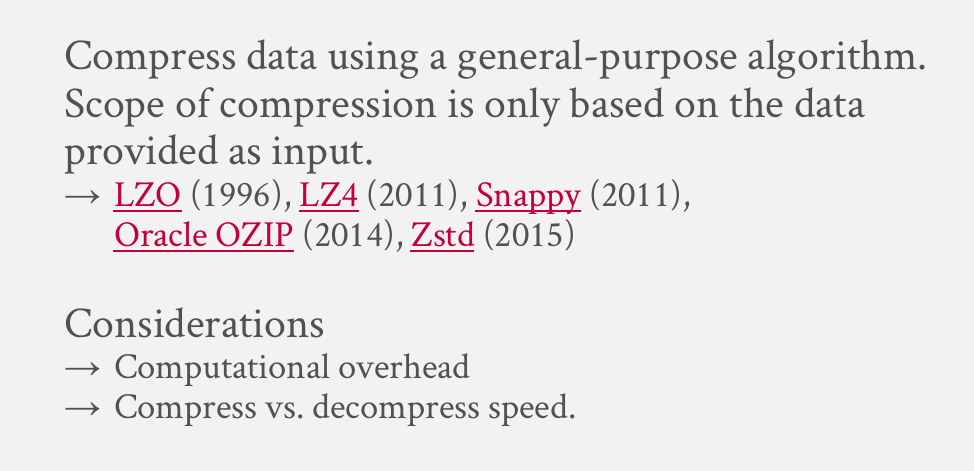 Compress data using a general-purpose algorithm.
Scope of compression is only based on the data
provided as input.
→ LZO (1996), LZ4 (2011), Snappy (2011),
Oracle OZIP (2014), Zstd (2015)
Considerations
→ Computational overhead
→ Compress vs. decompress speed.